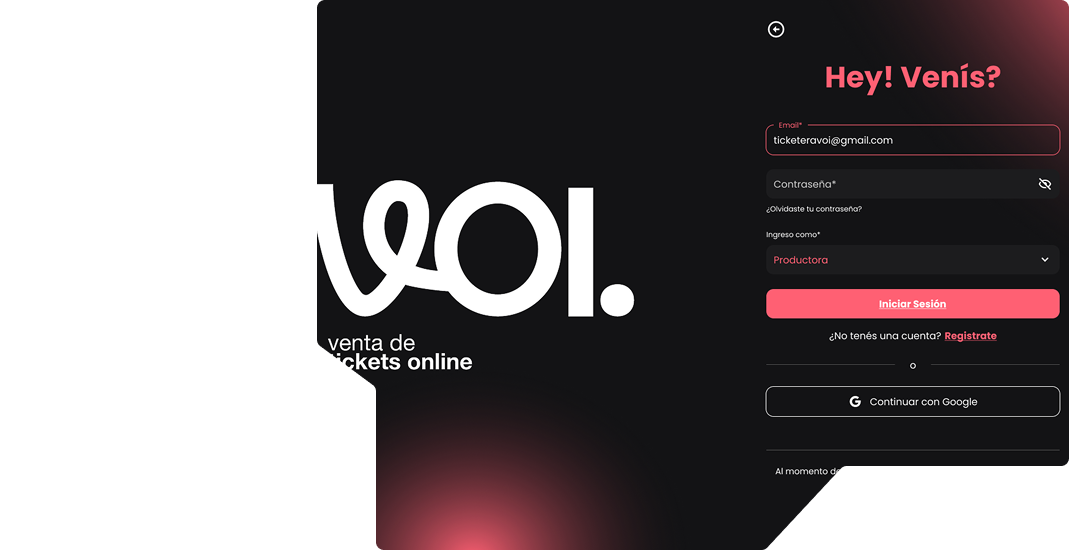 voi.
venta de
tickets online
Hey! Venís?
Email*
ticketeravoi@gmail.com
Contraseña*
¿Olvidaste tu contraseña?
Ingreso como*
Productora
Iniciar Sesión
¿No tenés una cuenta? Registrate
o
Continuar con Google
Al momento de